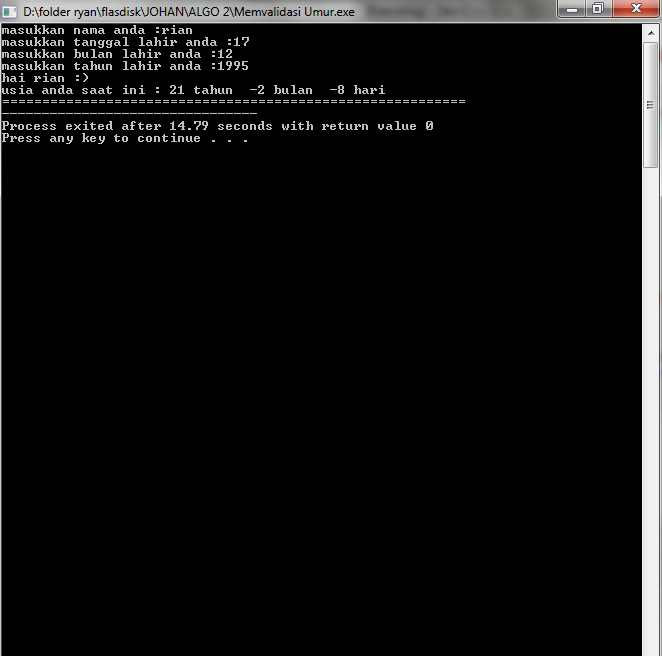 D:\folder ryan\flasdisk\JOHAN\ALGO 2\Memvalidasi Umur.exe
masukkan nama anda :rian
masukkan tanggal lahir anda :17
masukkan bulan lahir anda :12
masukkan tahun lahir anda :1995
hai rian :)
usia anda saat ini : 21 tahun  -2 bulan  -8 hari
==========================================================
--------------------------------
Process exited after 14.79 seconds with return value 0
Press any key to continue . . .